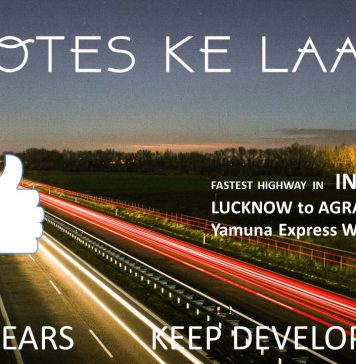 OTES KE LAA
FASTEST HIGHWAY IN IN
LUCKNOW to AGRA
Yamuna Express W
EARS KEEP DEVELOP